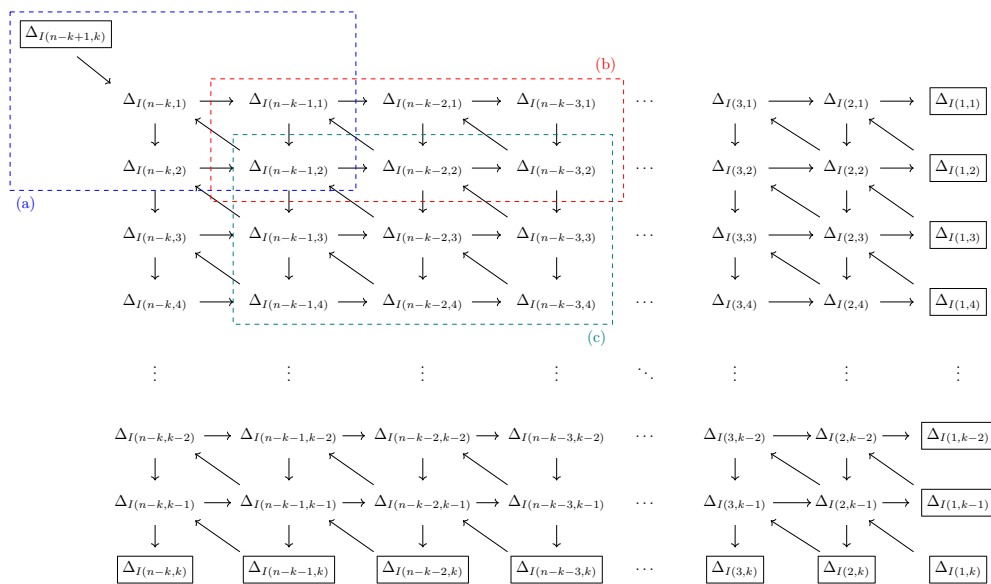 Δ_{I(n−k+1,k)}
(b)
Δ_{I(n−k,1)} Δ_{I(n−k−1,1)} Δ_{I(n−k−2,1)} Δ_{I(n−k−3,1)} ⋯ Δ_{I(3,1)} Δ_{I(2,1)} Δ_{I(1,1)}
Δ_{I(n−k,2)} Δ_{I(n−k−1,2)} Δ_{I(n−k−2,2)} Δ_{I(n−k−3,2)} ⋯ Δ_{I(3,2)} Δ_{I(2,2)} Δ_{I(1,2)}
(a)
Δ_{I(n−k,3)} Δ_{I(n−k−1,3)} Δ_{I(n−k−2,3)} Δ_{I(n−k−3,3)} ⋯ Δ_{I(3,3)} Δ_{I(2,3)} Δ_{I(1,3)}
Δ_{I(n−k,4)} Δ_{I(n−k−1,4)} Δ_{I(n−k−2,4)} Δ_{I(n−k−3,4)} ⋯ Δ_{I(3,4)} Δ_{I(2,4)} Δ_{I(1,4)}
(c)
⋮ ⋮ ⋮ ⋮ ⋱ ⋮ ⋮ ⋮
Δ_{I(n−k,k−2)} Δ_{I(n−k−1,k−2)} Δ_{I(n−k−2,k−2)} Δ_{I(n−k−3,k−2)} ⋯ Δ_{I(3,k−2)} Δ_{I(2,k−2)} Δ_{I(1,k−2)}
Δ_{I(n−k,k−1)} Δ_{I(n−k−1,k−1)} Δ_{I(n−k−2,k−1)} Δ_{I(n−k−3,k−1)} ⋯ Δ_{I(3,k−1)} Δ_{I(2,k−1)} Δ_{I(1,k−1)}
Δ_{I(n−k,k)} Δ_{I(n−k−1,k)} Δ_{I(n−k−2,k)} Δ_{I(n−k−3,k)} ⋯ Δ_{I(3,k)} Δ_{I(2,k)} Δ_{I(1,k)}